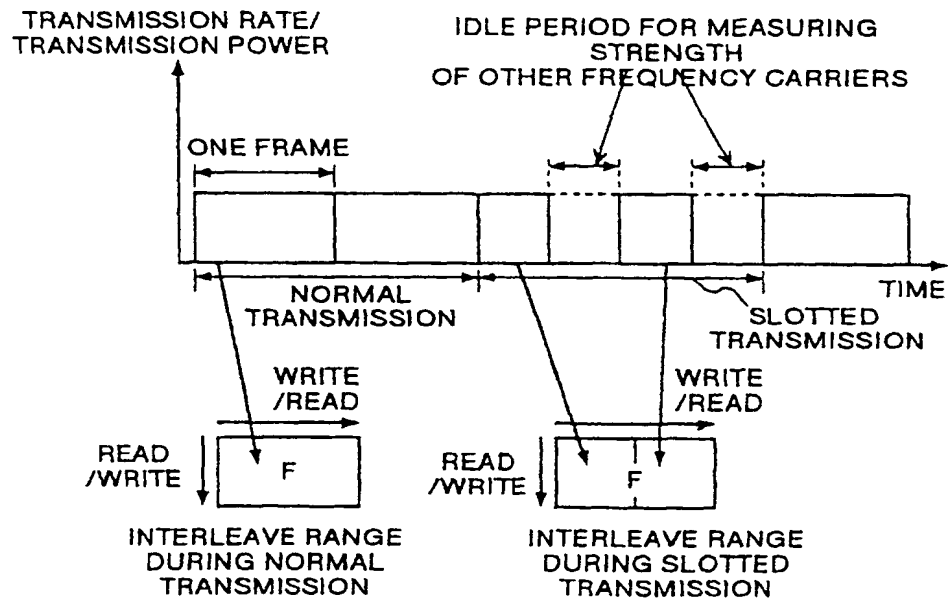 TRANSMISSION RATE/
TRANSMISSION POWER
IDLE PERIOD FOR MEASURING
STRENGTH
OF OTHER FREQUENCY CARRIERS
ONE FRAME
TIME
NORMAL
TRANSMISSION
SLOTTED
TRANSMISSION
WRITE
/READ
READ
/WRITE
F
INTERLEAVE RANGE
DURING NORMAL
TRANSMISSION
WRITE
/READ
READ
/WRITE
F
INTERLEAVE RANGE
DURING SLOTTED
TRANSMISSION